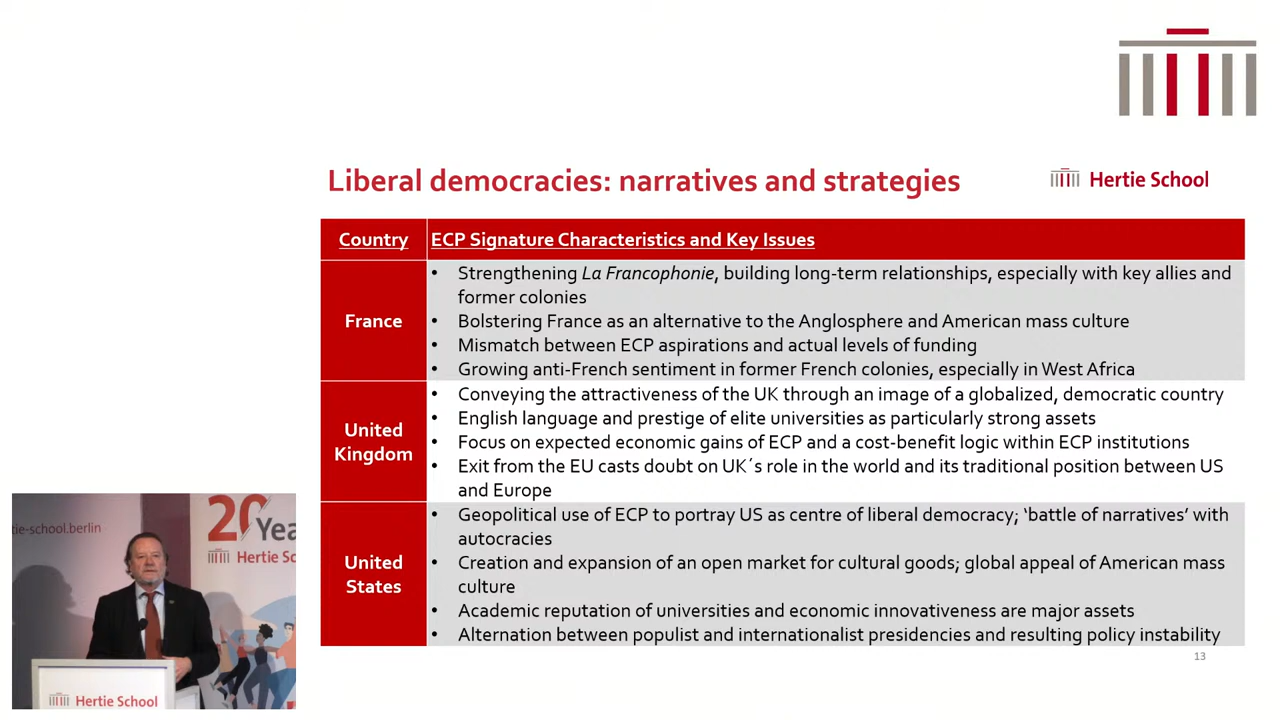 Liberal democracies: narratives and strategies
Hertie School
Country
ECP Signature Characteristics and Key Issues
France
• Strengthening La Francophonie, building long-term relationships, especially with key allies and
former colonies
• Bolstering France as an alternative to the Anglosphere and American mass culture
• Mismatch between ECP aspirations and actual levels of funding
• Growing anti-French sentiment in former French colonies, especially in West Africa
United
Kingdom
• Conveying the attractiveness of the UK through an image of a globalized, democratic country
• English language and prestige of elite universities as particularly strong assets
• Focus on expected economic gains of ECP and a cost-benefit logic within ECP institutions
• Exit from the EU casts doubt on UK´s role in the world and its traditional position between US
and Europe
United
States
• Geopolitical use of ECP to portray US as centre of liberal democracy; ‘battle of narratives’ with
autocracies
• Creation and expansion of an open market for cultural goods; global appeal of American mass
culture
• Academic reputation of universities and economic innovativeness are major assets
• Alternation between populist and internationalist presidencies and resulting policy instability
13
tie-school.berlin
20 Yea
Hertie Sc
Hertie School